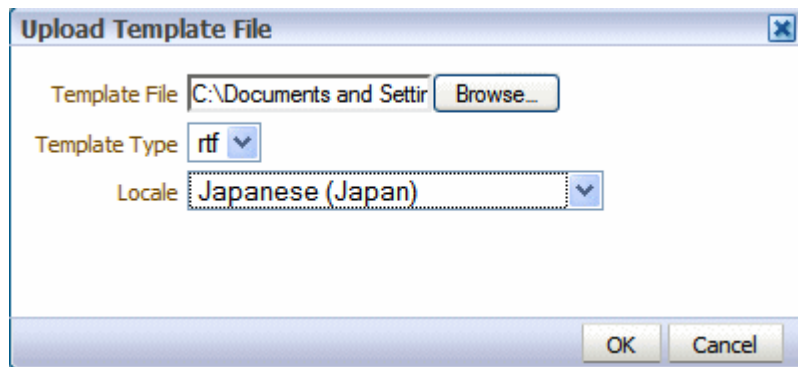 Upload Template File
Template File C:\Documents and Settir Browse...
Template Type rtf
Locale Japanese (Japan)
OK Cancel